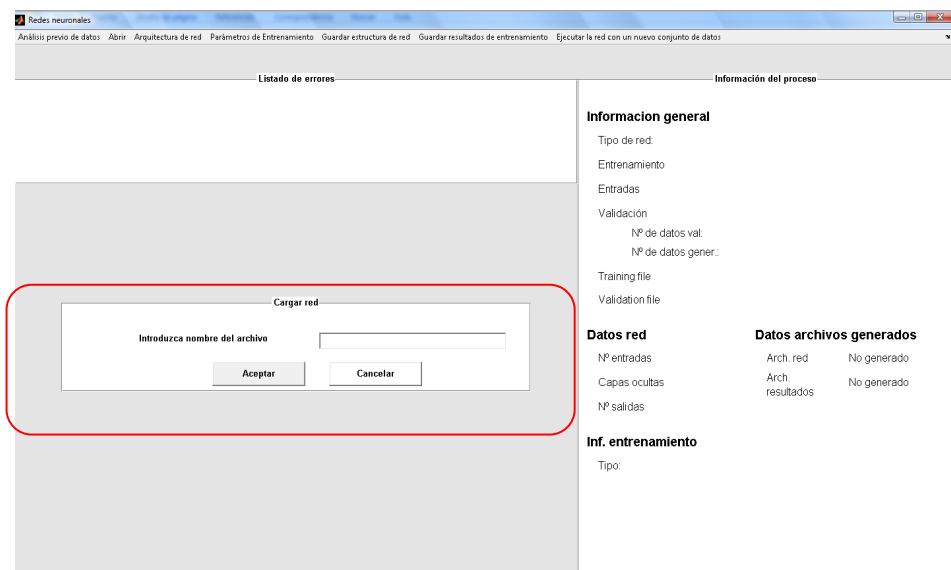 Redes neuronales
Análisis previo de datos Abrir Arquitectura de red Parámetros de Entrenamiento Guardar estructura de red Guardar resultados de entrenamiento Ejecutar la red con un nuevo conjunto de datos
Listado de errores
Cargar red
Introduzca nombre del archivo
Aceptar Cancelar
Información del proceso
Informacion general
Tipo de red:
Entrenamiento
Entradas
Validación
Nº de datos val:
Nº de datos gener.:
Training file
Validation file
Datos red
Nº entradas
Capas ocultas
Nº salidas
Datos archivos generados
Arch. red No generado
Arch. resultados No generado
Inf. entrenamiento
Tipo: